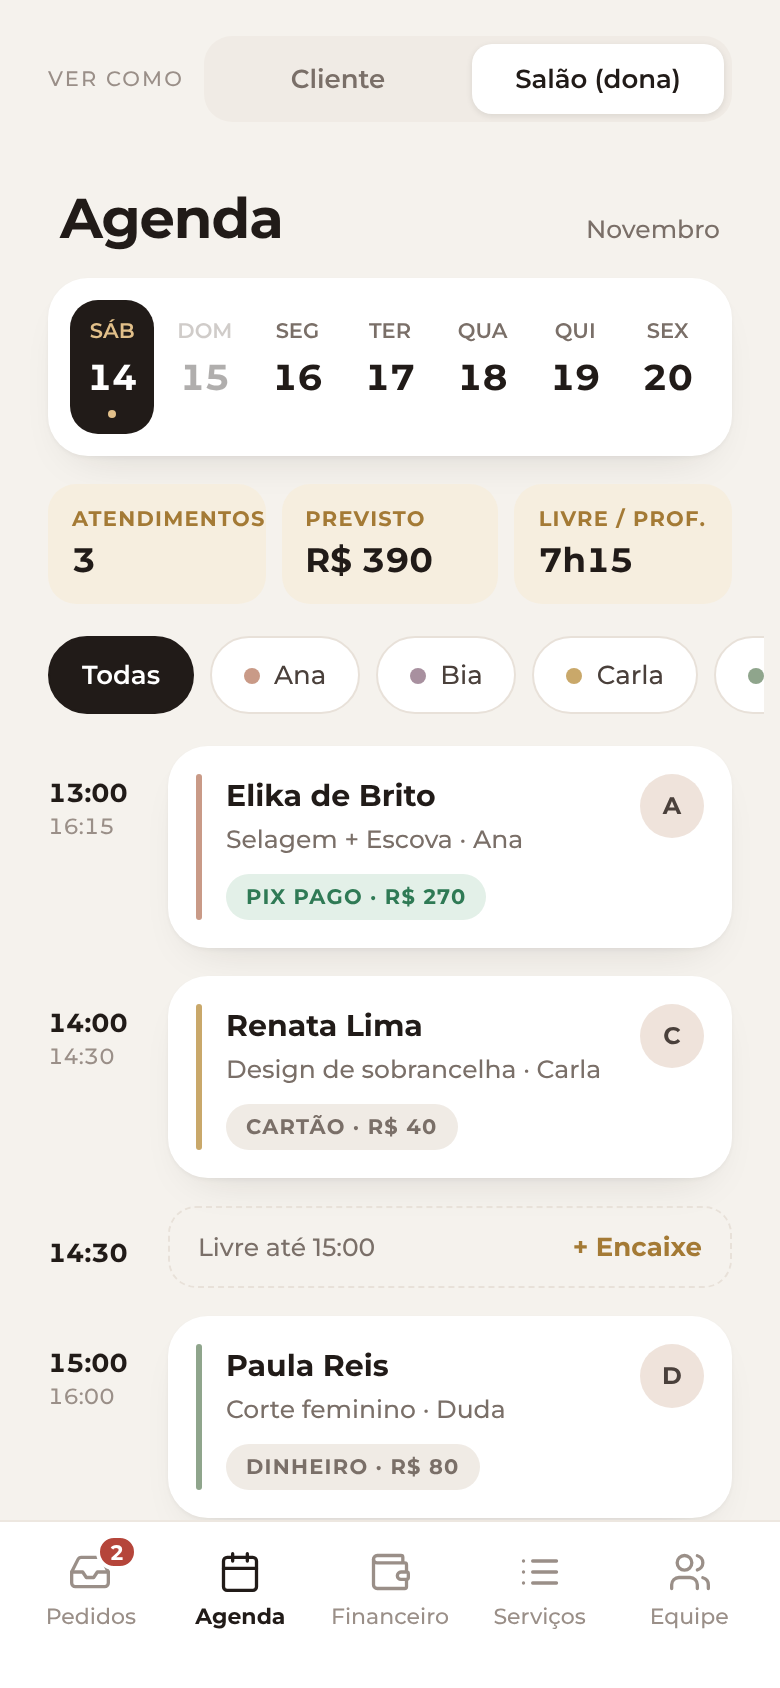 VER COMO
Cliente
Salão (dona)
Agenda
Novembro
SÁB DOM SEG TER QUA QUI SEX
14 15 16 17 18 19 20
ATENDIMENTOS PREVISTO LIVRE / PROF.
3 R$ 390 7h15
Todas Ana Bia Carla
13:00
16:15
Elika de Brito
A
Selagem + Escova · Ana
PIX PAGO · R$ 270
14:00
14:30
Renata Lima
C
Design de sobrancelha · Carla
CARTÃO · R$ 40
14:30
Livre até 15:00
+ Encaixe
15:00
16:00
Paula Reis
D
Corte feminino · Duda
DINHEIRO · R$ 80
2
Pedidos Agenda Financeiro Serviços Equipe